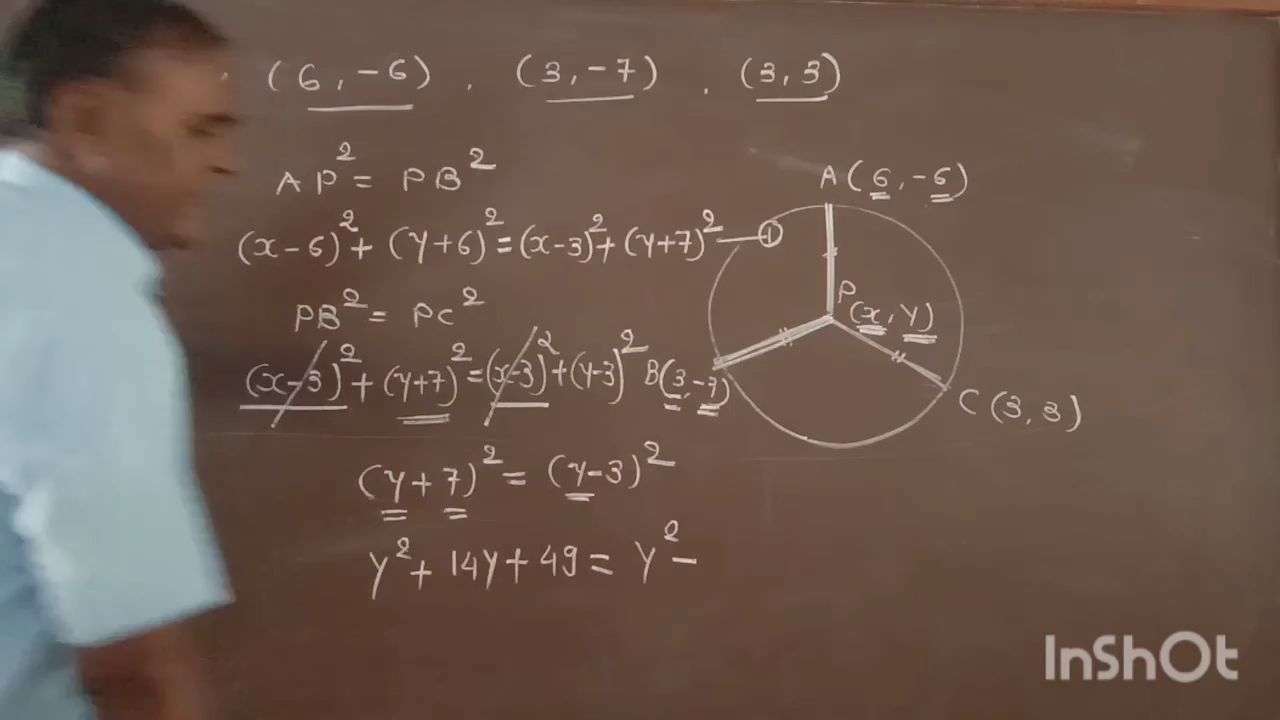 (6, -6) , (3, -7) , (3, 3)
AP² = PB²
(x-6)² + (y+6)² = (x-3)² + (y+7)² — ①
PB² = PC²
(x-3)² + (y+7)² = (x-3)² + (y-3)²
(y+7)² = (y-3)²
y² + 14y + 49 = y² -
A(6, -6)
P
(x, y)
B(3, -7)
C(3, 3)
InShOt